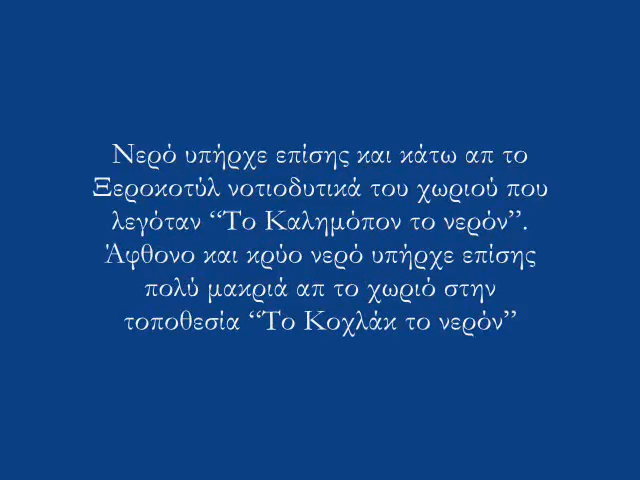 Νερό υπήρχε επίσης και κάτω απ το
Ξεροκοτύλ νοτιοδυτικά του χωριού που
λεγόταν “Το Καλημόπον το νερόν”.
Άφθονο και κρύο νερό υπήρχε επίσης
πολύ μακριά απ το χωριό στην
τοποθεσία “Το Κοχλάκ το νερόν”